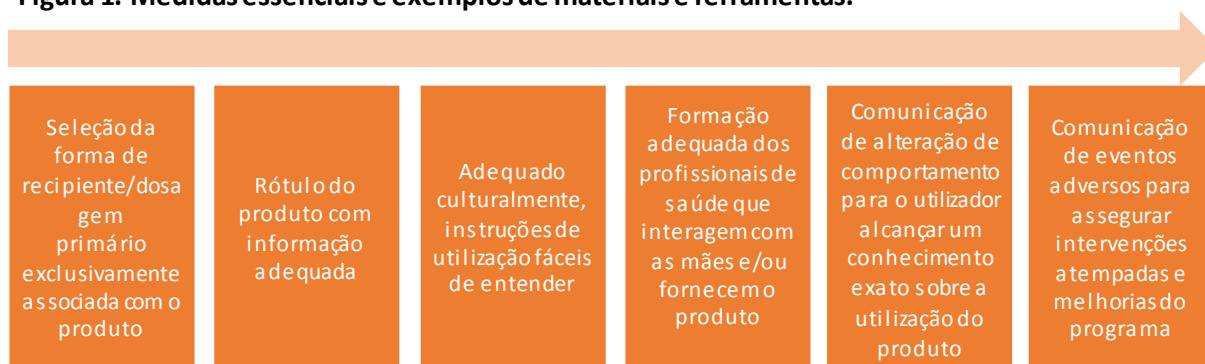 Figura 1. Medidas essenciais e exemplos de materiais e ferramentas.
Seleção da
forma de
recipiente/dosa
gem
primário
exclusivamente
associada com o
produto
Rótulo do
produto com
informação
adequada
Adequado
culturalmente,
instruções de
utilização fáceis
de entender
Formação
adequada dos
profissionais de
saúde que
interagem com
as mães e/ou
fornecem o
produto
Comunicação
de alteração de
comportamento
para o utilizador
alcançar um
conhecimento
exato sobre a
utilização do
produto
Comunicação
de eventos
adversos para
assegurar
intervenções
atempadas e
melhorias do
programa